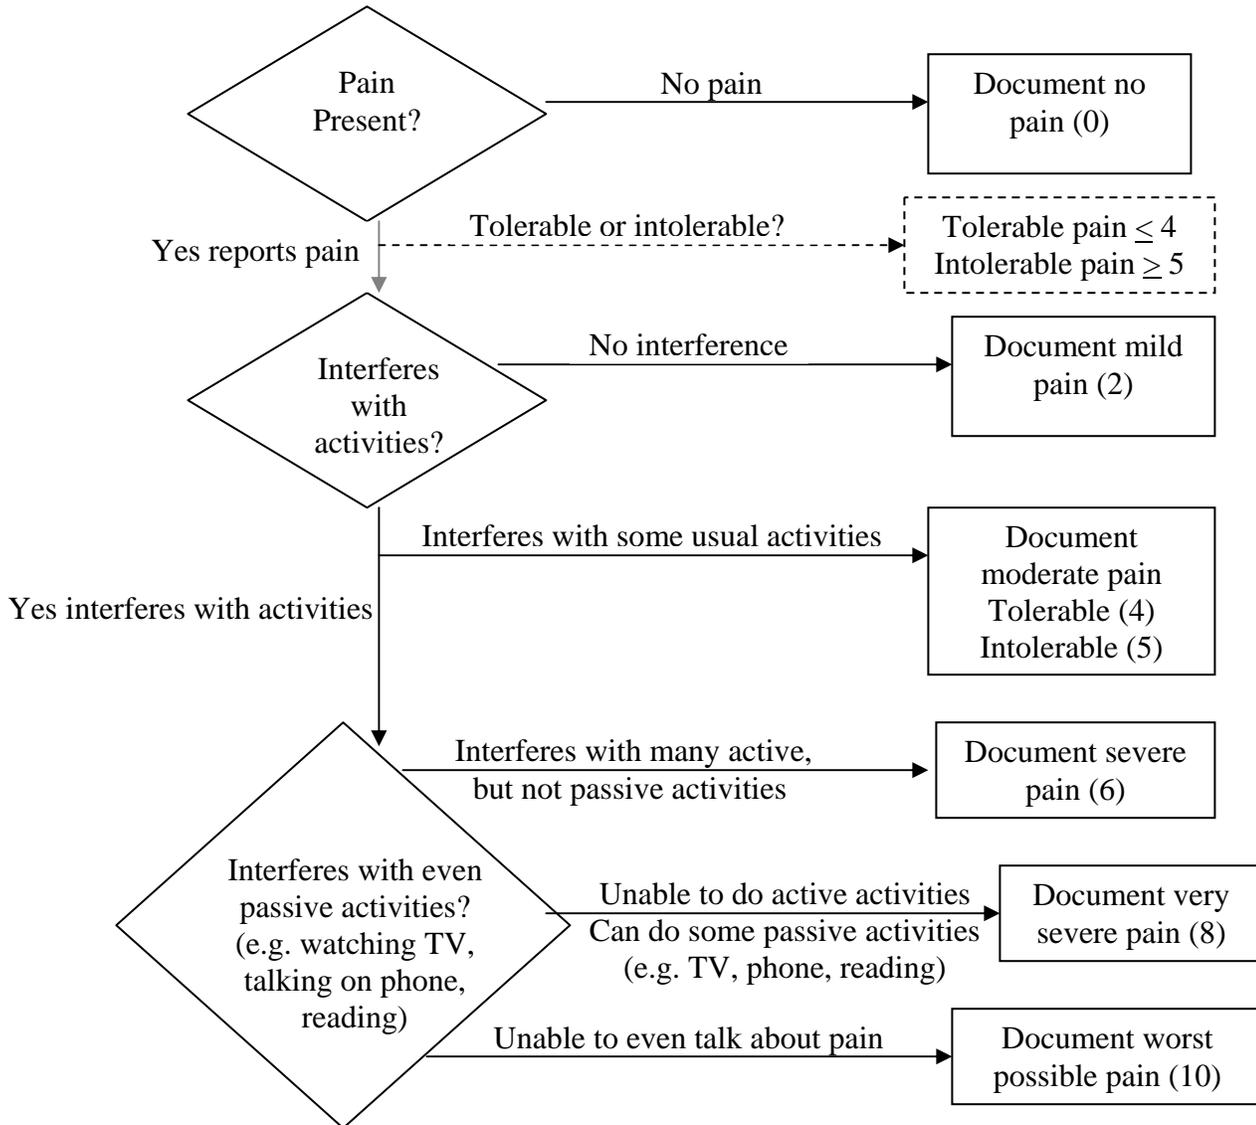 Pain
Present?
No pain
Document no
pain (0)
Yes reports pain
Tolerable or intolerable?
Tolerable pain ≤ 4
Intolerable pain ≥ 5
Interferes
with
activities?
No interference
Document mild
pain (2)
Yes interferes with activities
Interferes with some usual activities
Document
moderate pain
Tolerable (4)
Intolerable (5)
Interferes with many active,
but not passive activities
Document severe
pain (6)
Interferes with even
passive activities?
(e.g. watching TV,
talking on phone,
reading)
Unable to do active activities
Can do some passive activities
(e.g. TV, phone, reading)
Document very
severe pain (8)
Unable to even talk about pain
Document worst
possible pain (10)